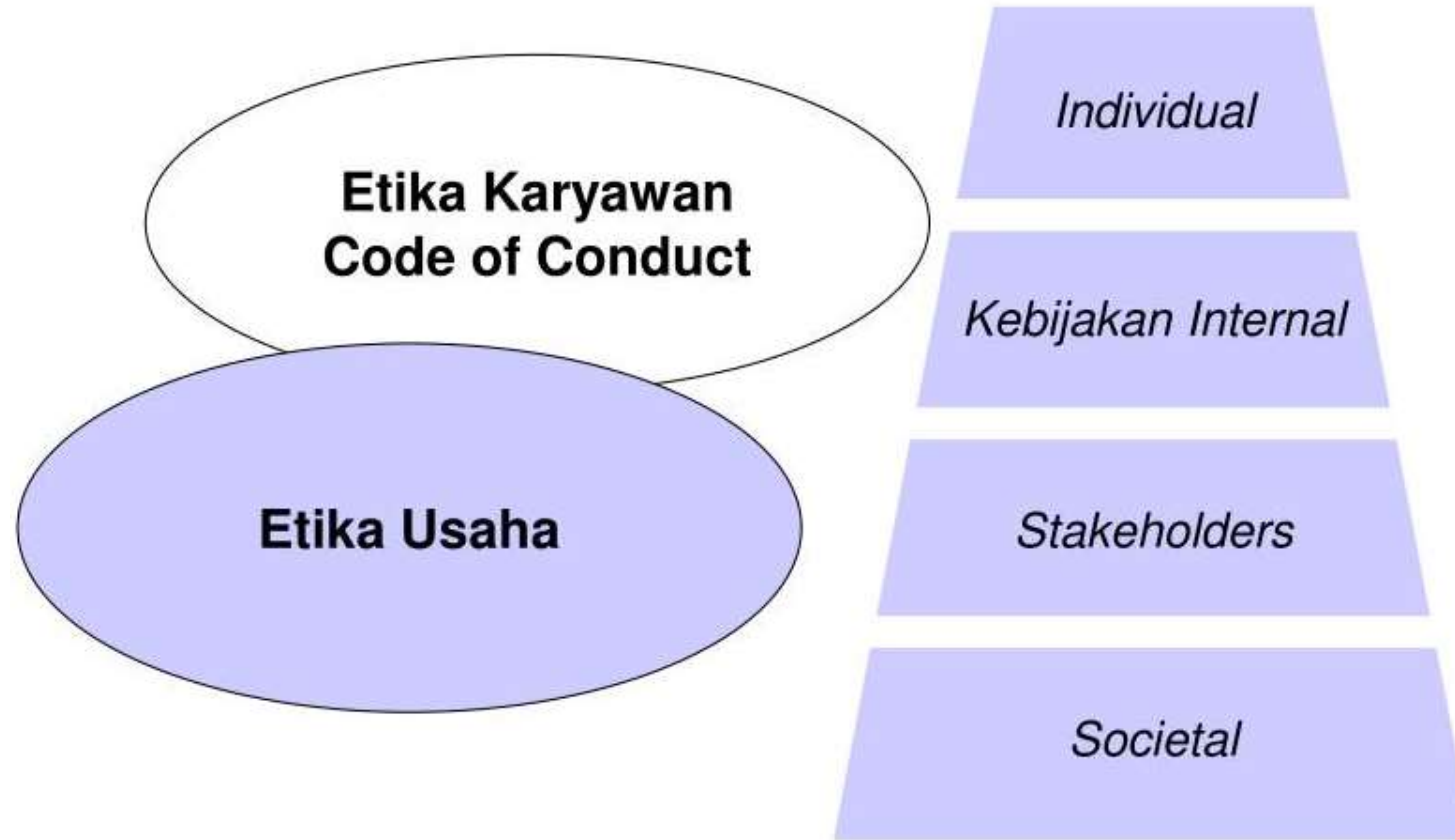 Etika Karyawan
Code of Conduct
Etika Usaha
Individual
Kebijakan Internal
Stakeholders
Societal